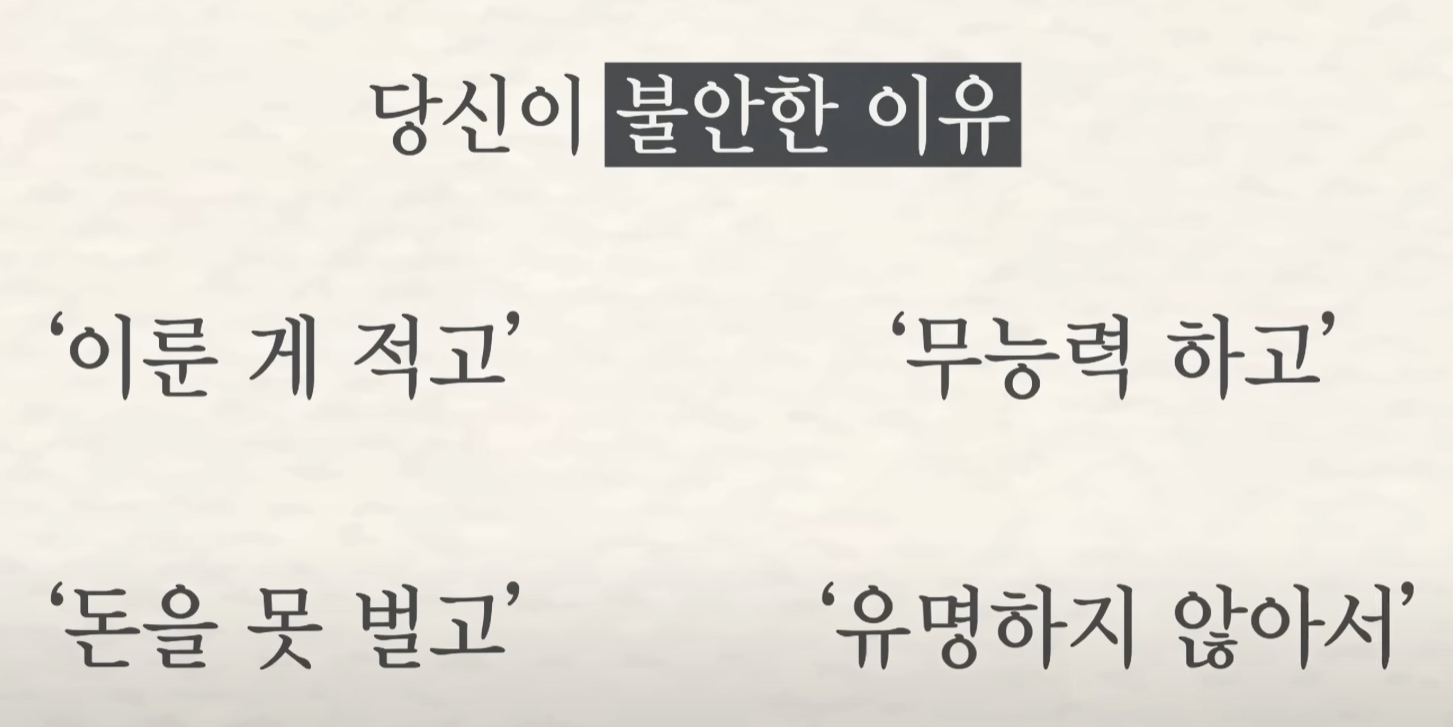 당신이 불안한 이유
‘이룬 게 적고’ ‘무능력 하고’
‘돈을 못 벌고’ ‘유명하지 않아서’